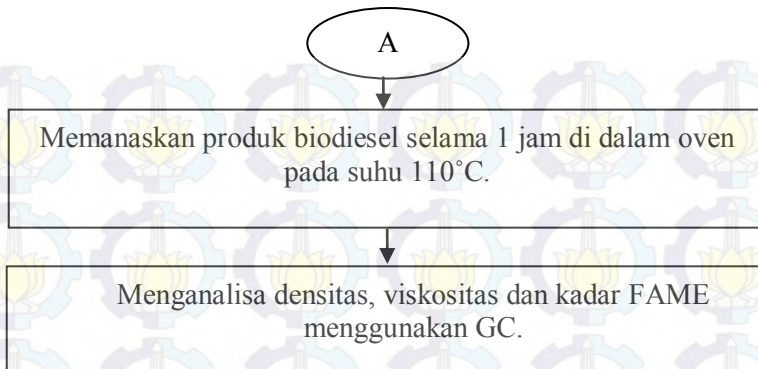 A
Memanaskan produk biodiesel selama 1 jam di dalam oven
pada suhu 110˚C.
Menganalisa densitas, viskositas dan kadar FAME
menggunakan GC.